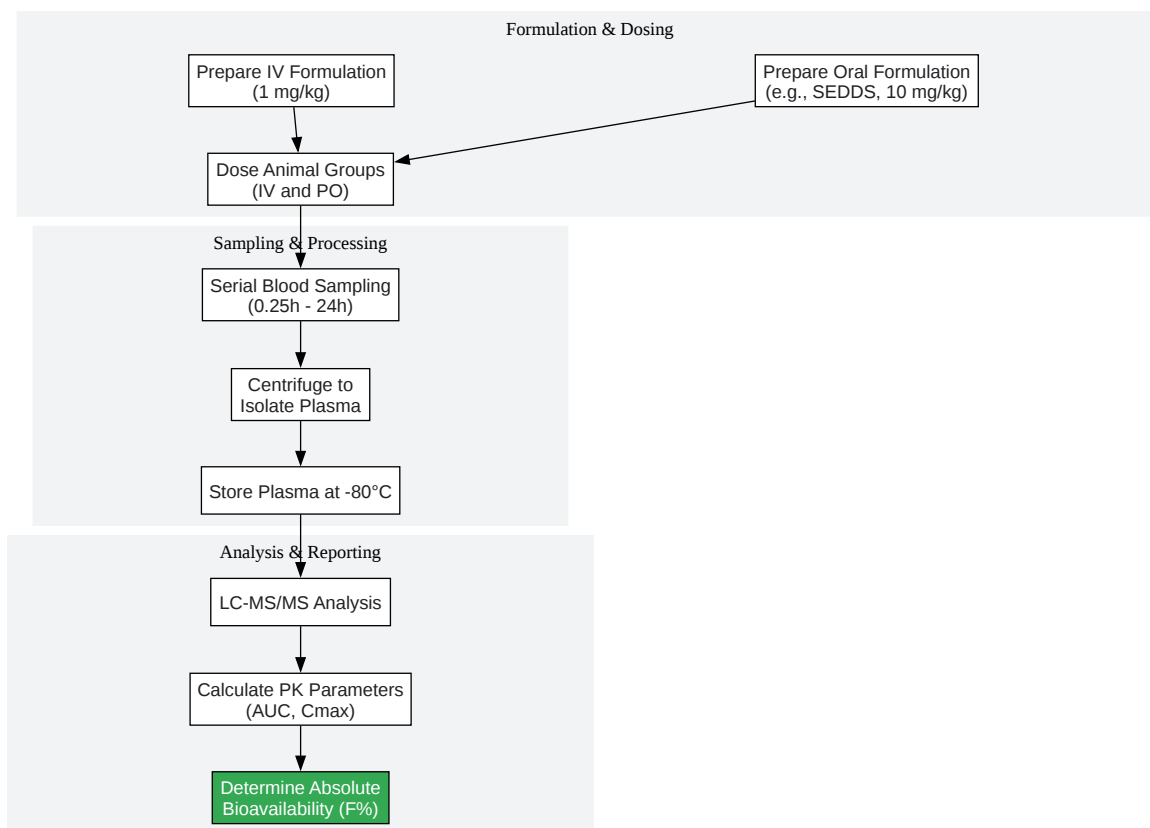 Formulation & Dosing
Prepare IV Formulation
(1 mg/kg)
Prepare Oral Formulation
(e.g., SEDDS, 10 mg/kg)
Dose Animal Groups
(IV and PO)
Sampling & Processing
Serial Blood Sampling
(0.25h - 24h)
Centrifuge to
Isolate Plasma
Store Plasma at -80°C
Analysis & Reporting
LC-MS/MS Analysis
Calculate PK Parameters
(AUC, Cmax)
Determine Absolute
Bioavailability (F%)